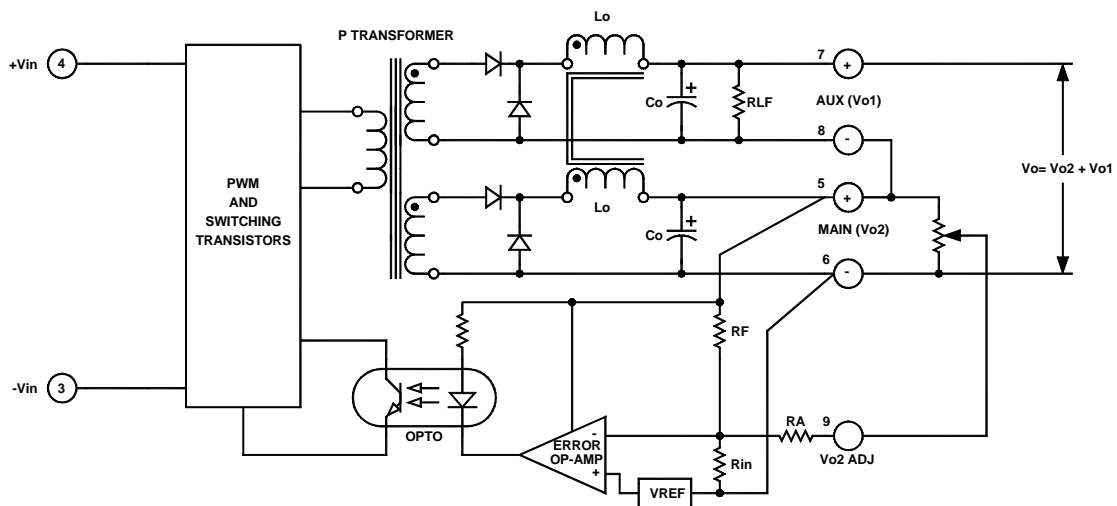 Lo
P TRANSFORMER
+Vin
4
7
+
Co
+
RLF
AUX (Vo1)
8
-
PWM
AND
SWITCHING
TRANSISTORS
Vo= Vo2 + Vo1
5
+
Lo
Co
+
MAIN (Vo2)
6
-
RF
-Vin
3
OPTO
ERROR
OP-AMP
-
+
RA
9
Vo2 ADJ
Rin
VREF